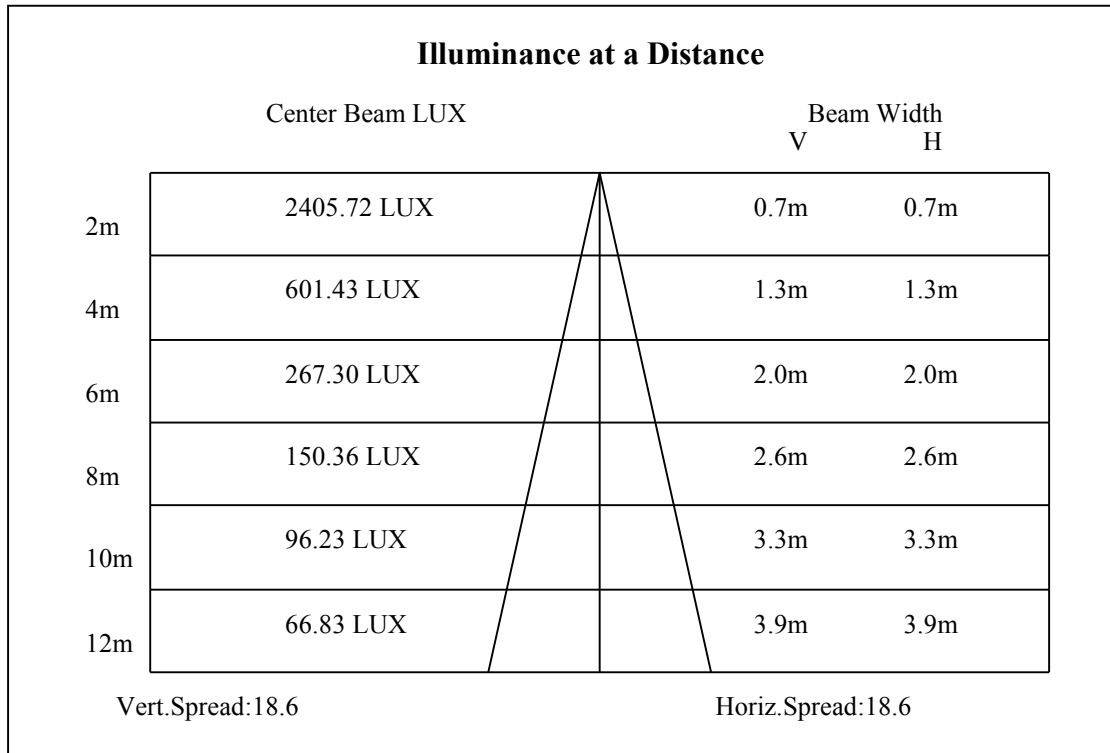 Illuminance at a Distance
Center Beam LUX Beam Width
V H
2m 2405.72 LUX 0.7m 0.7m
4m 601.43 LUX 1.3m 1.3m
6m 267.30 LUX 2.0m 2.0m
8m 150.36 LUX 2.6m 2.6m
10m 96.23 LUX 3.3m 3.3m
12m 66.83 LUX 3.9m 3.9m
Vert.Spread:18.6 Horiz.Spread:18.6